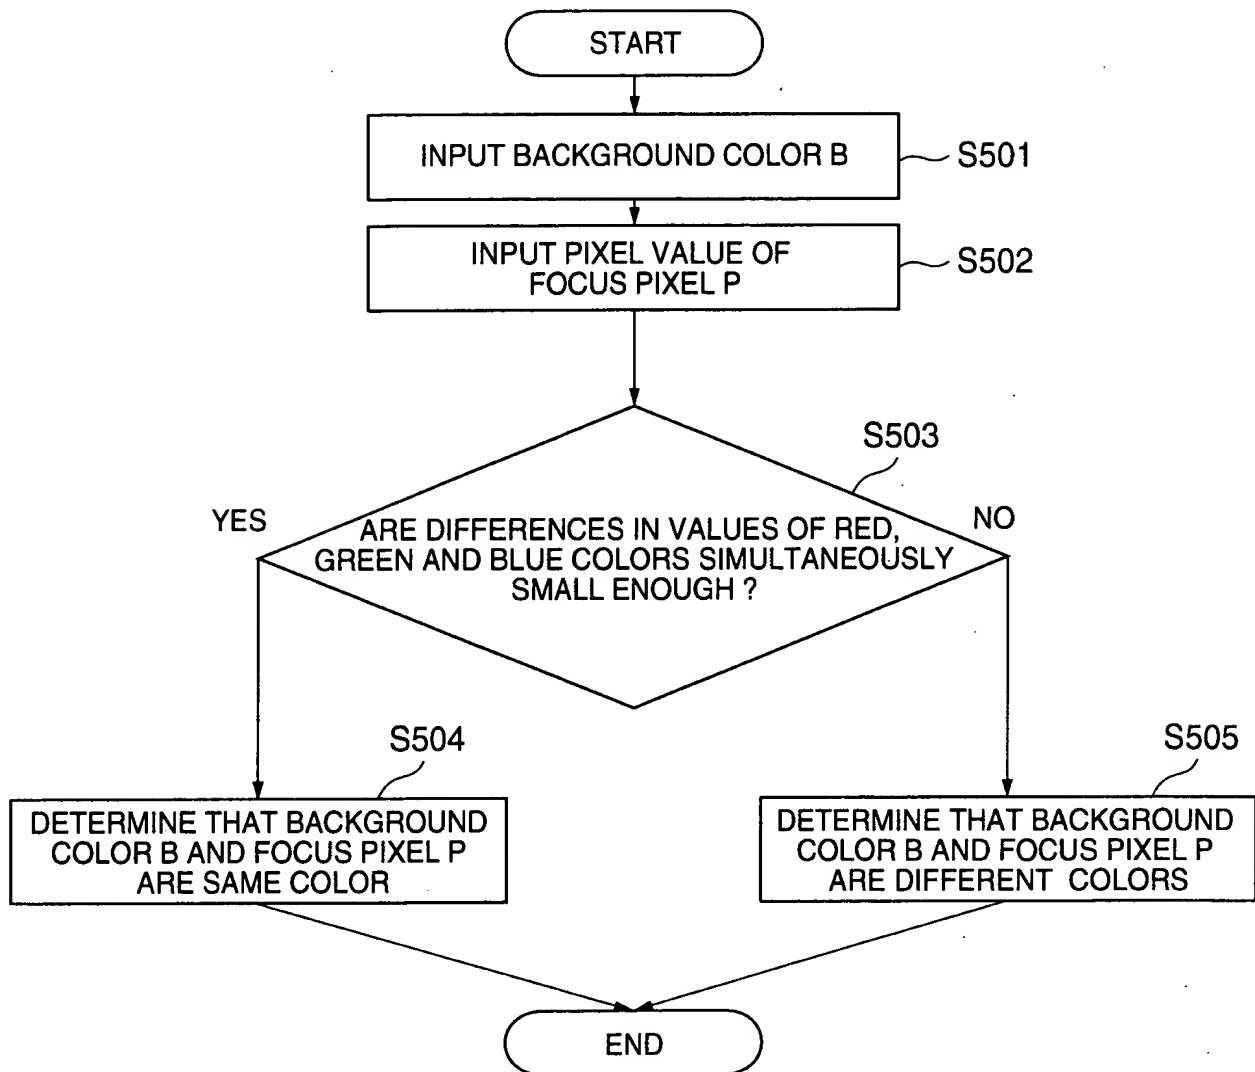 START
INPUT BACKGROUND COLOR B
S501
INPUT PIXEL VALUE OF
FOCUS PIXEL P
S502
S503
YES
NO
ARE DIFFERENCES IN VALUES OF RED,
GREEN AND BLUE COLORS SIMULTANEOUSLY
SMALL ENOUGH ?
S504
S505
DETERMINE THAT BACKGROUND
COLOR B AND FOCUS PIXEL P
ARE SAME COLOR
DETERMINE THAT BACKGROUND
COLOR B AND FOCUS PIXEL P
ARE DIFFERENT COLORS
END